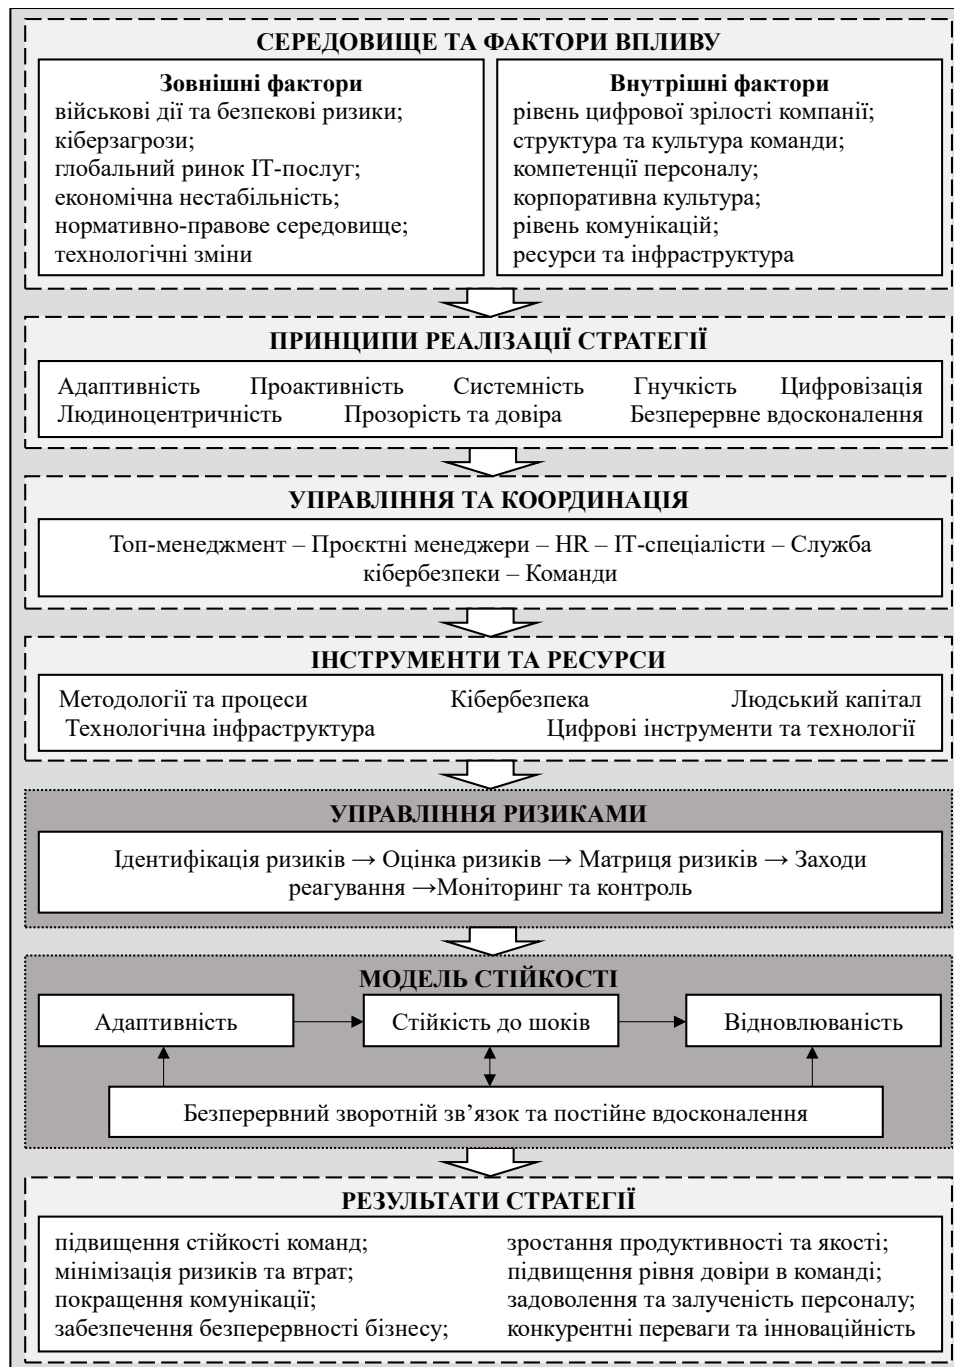 СЕРЕДОВИЩЕ ТА ФАКТОРИ ВПЛИВУ
Зовнішні фактори
військові дії та безпекові ризики;
кіберзагрози;
глобальний ринок ІТ-послуг;
економічна нестабільність;
нормативно-правове середовище;
технологічні зміни
Внутрішні фактори
рівень цифрової зрілості компанії;
структура та культура команди;
компетенції персоналу;
корпоративна культура;
рівень комунікацій;
ресурси та інфраструктура
ПРИНЦИПИ РЕАЛІЗАЦІЇ СТРАТЕГІЇ
Адаптивність Проактивність Системність Гнучкість Цифровізація
Людиноцентричність Прозорість та довіра Безперервне вдосконалення
УПРАВЛІННЯ ТА КООРДИНАЦІЯ
Топ-менеджмент – Проєктні менеджери – HR – ІТ-спеціалісти – Служба
кібербезпеки – Команди
ІНСТРУМЕНТИ ТА РЕСУРСИ
Методології та процеси Кібербезпека Людський капітал
Технологічна інфраструктура Цифрові інструменти та технології
УПРАВЛІННЯ РИЗИКАМИ
Ідентифікація ризиків → Оцінка ризиків → Матриця ризиків → Заходи
реагування →Моніторинг та контроль
МОДЕЛЬ СТІЙКОСТІ
Адаптивність Стійкість до шоків Відновлюваність
Безперервний зворотній зв’язок та постійне вдосконалення
РЕЗУЛЬТАТИ СТРАТЕГІЇ
підвищення стійкості команд;
мінімізація ризиків та втрат;
покращення комунікації;
забезпечення безперервності бізнесу;
зростання продуктивності та якості;
підвищення рівня довіри в команді;
задоволення та залученість персоналу;
конкурентні переваги та інноваційність